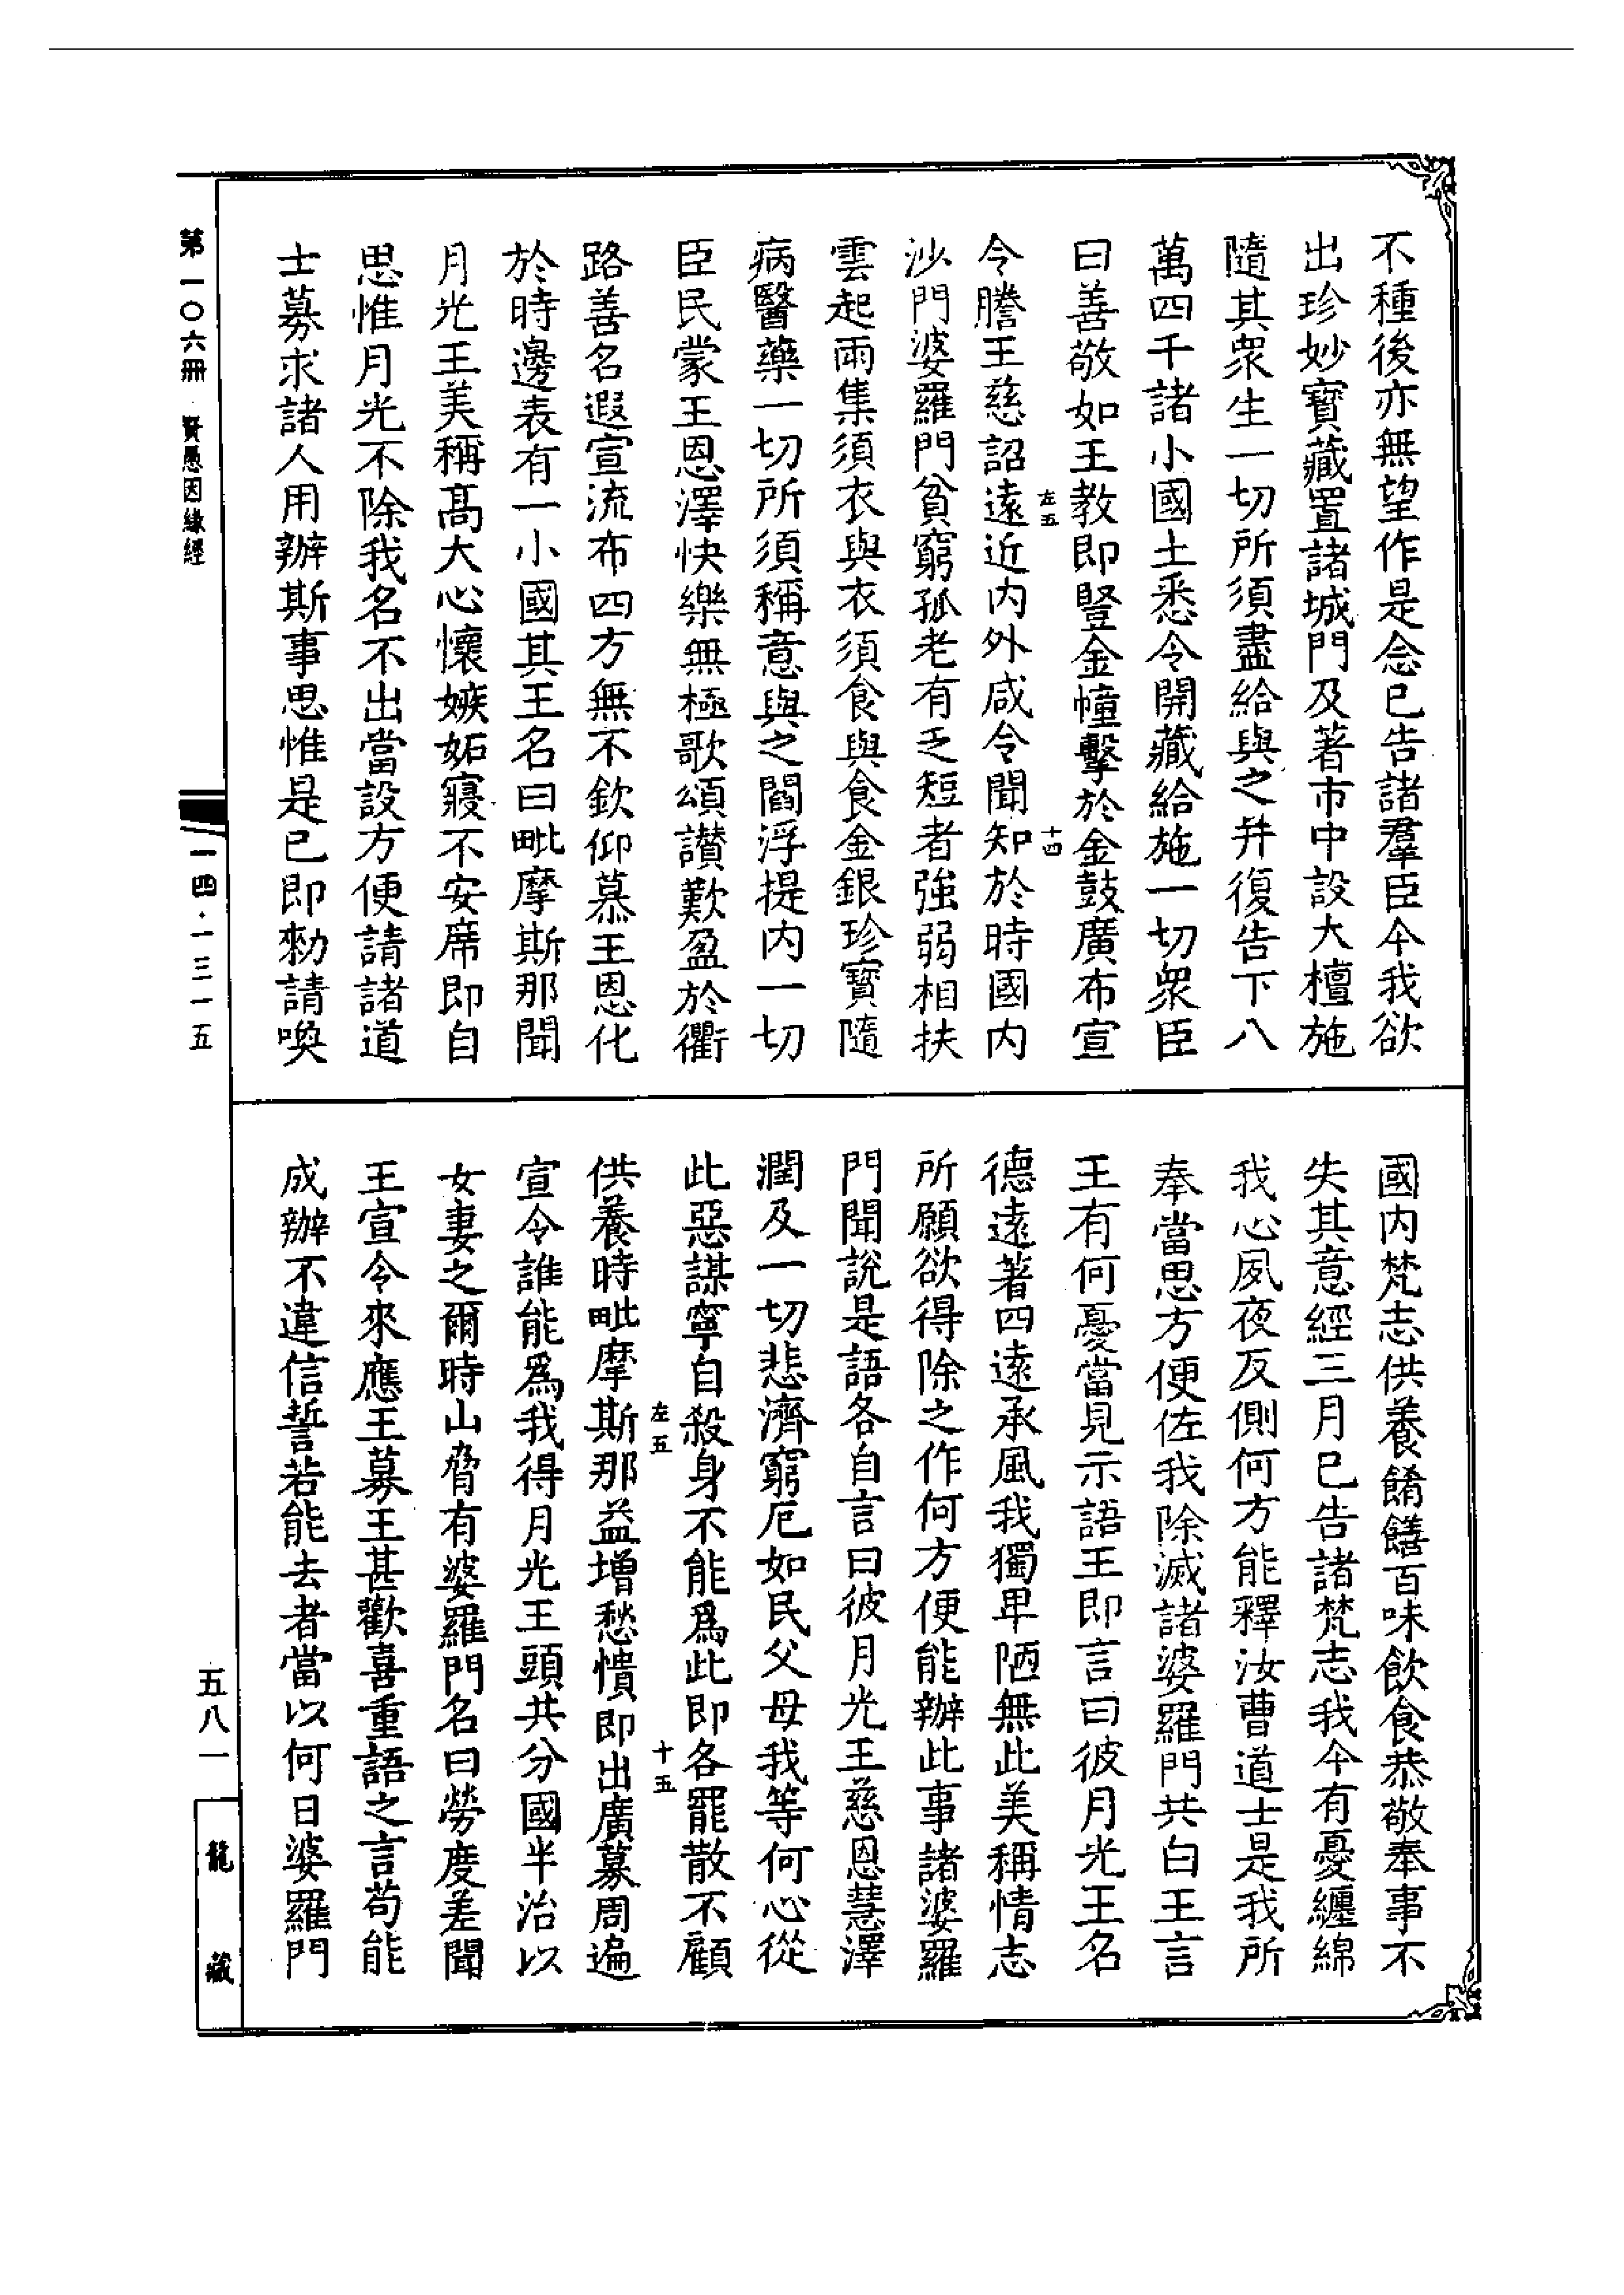 不種後亦無望作是念已告諸羣臣今我欲
出珍妙寶藏置諸城門及著市中設大檀施
隨其衆生一切所須盡給與之并復告下八
萬四千諸小國土悉令開藏給施一切衆臣
曰善敬如王教即豎金幢擊於金鼓廣布宣
左五
十四
令謄王慈詔遠近内外咸令聞知於時國内
沙門婆羅門貧窮孤老有乏短者強弱相扶
雲起雨集須衣與衣須食與食金銀珍寶隨
病醫藥一切所須稱意與之閻浮提内一切
臣民蒙王恩澤快樂無極歌頌讚歎盈於衢
路善名遐宣流布四方無不欽仰慕王恩化
於時邊表有一小國其王名曰毗摩斯那聞
月光王美稱髙大心懷嫉妬寢不安席即自
思惟月光不除我名不出當設方便請諸道
士募求諸人用辦斯事思惟是已即勑請喚
國内梵志供養餚饍百味飲食恭敬奉事不
失其意經三月已告諸梵志我今有憂纒綿
我心夙夜反側何方能釋汝曹道士是我所
奉當思方便佐我除滅諸婆羅門共白王言
王有何憂當見示語王即言曰彼月光王名
德遠著四遠承風我獨卑陋無此美稱情志
所願欲得除之作何方便能辦此事諸婆羅
門聞說是語各自言曰彼月光王慈恩慧澤
潤及一切悲濟窮厄如民父母我等何心從
此惡謀寧自殺身不能爲此即各罷散不顧
左五
十五
供養時毗摩斯那益增愁憒即出廣募周遍
宣令誰能爲我得月光王頭共分國半治以
女妻之爾時山脅有婆羅門名曰勞度差聞
王宣令來應王募王甚歡喜重語之言茍能
成辦不違信誓若能去者當以何日婆羅門
第一〇六冊 賢愚因緣經
一四·一三一五
五八一
龍藏